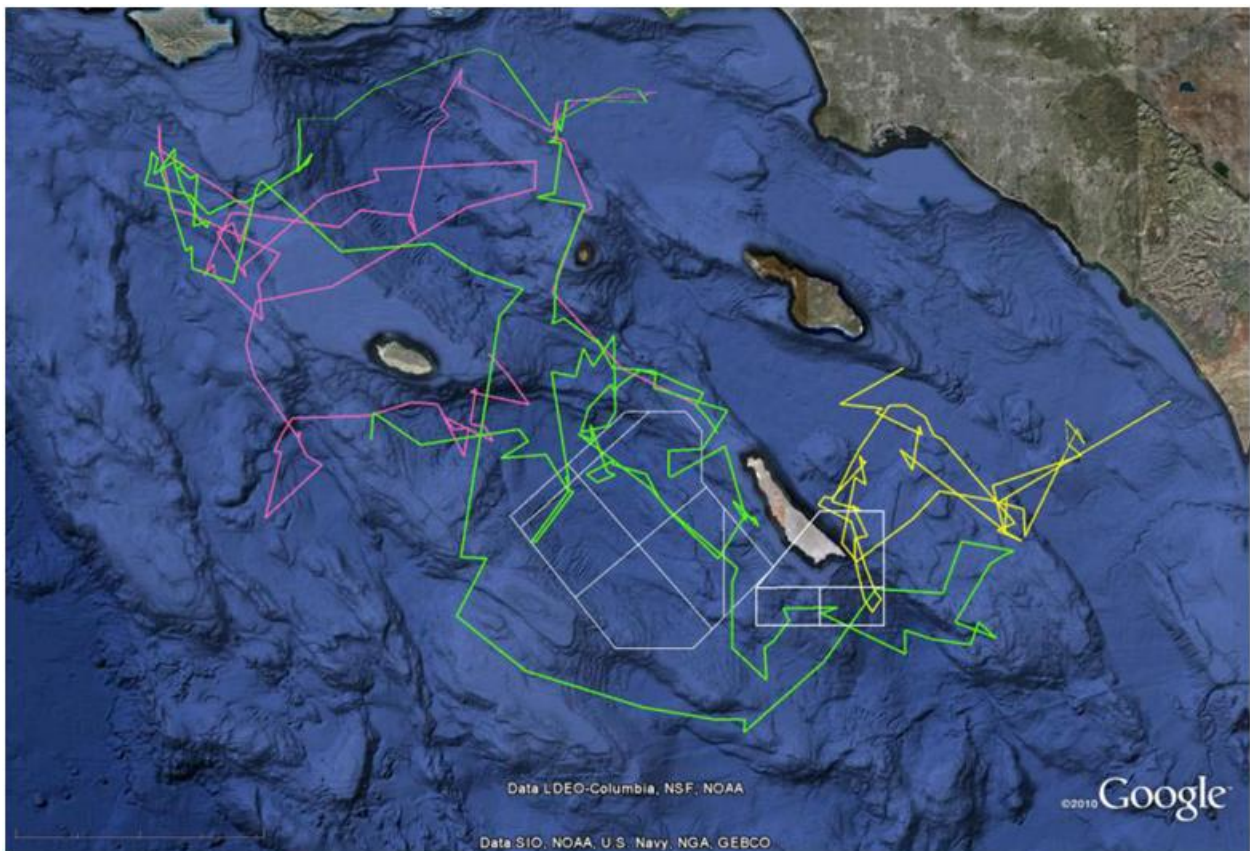 Data LDEO-Columbia, NSF, NOAA
©2010 Google
Data SIO, NOAA, U.S. Navy, NGA, GEBCO